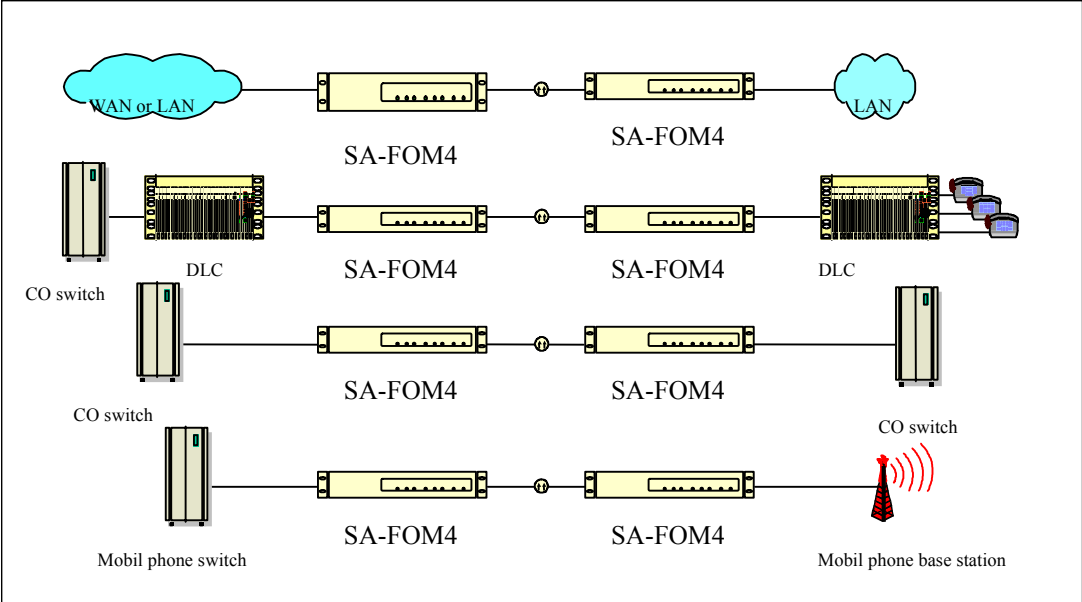 WAN or LAN
LAN
SA-FOM4
SA-FOM4
DLC
SA-FOM4
SA-FOM4
DLC
CO switch
SA-FOM4
SA-FOM4
CO switch
CO switch
SA-FOM4
SA-FOM4
Mobil phone switch
Mobil phone base station